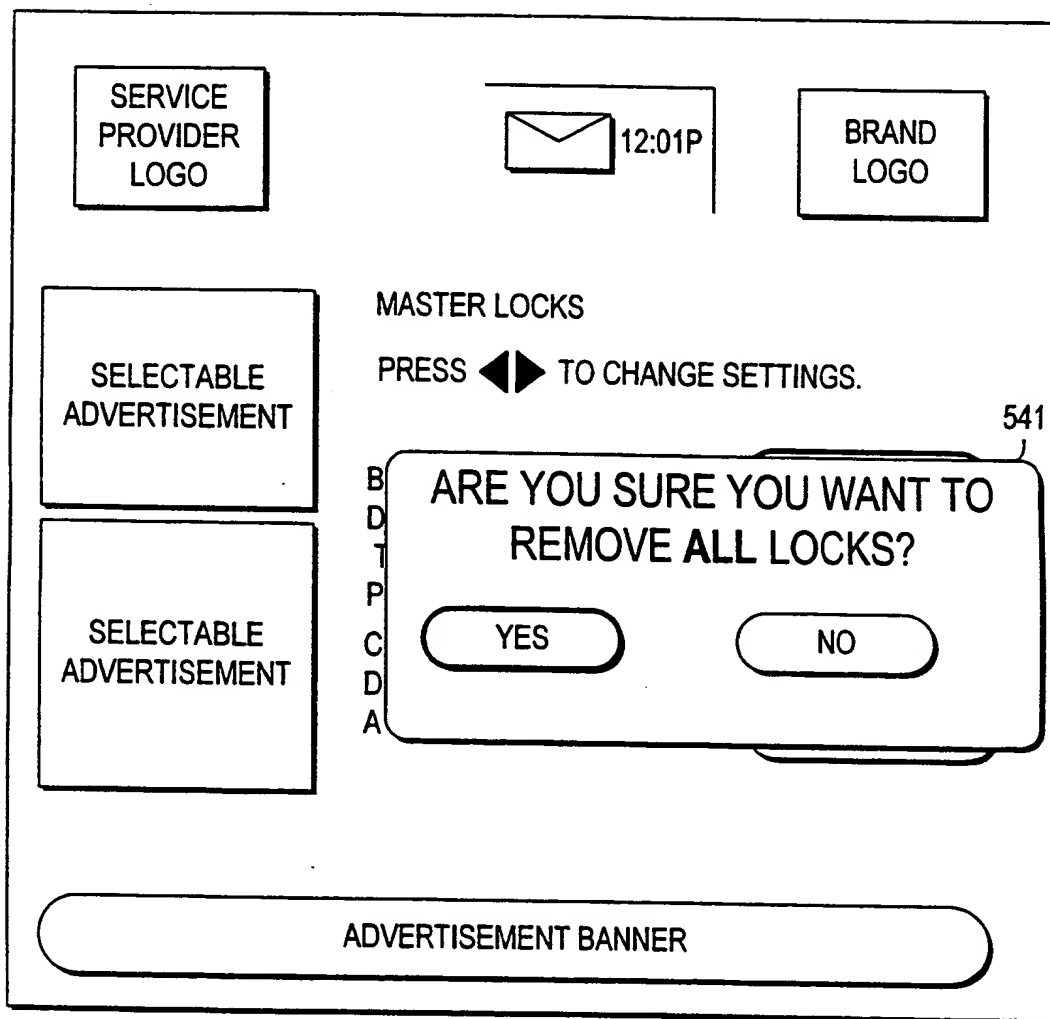 SERVICE
PROVIDER
LOGO
12:01P
BRAND
LOGO
MASTER LOCKS
PRESS ◀▶ TO CHANGE SETTINGS.
SELECTABLE
ADVERTISEMENT
541
B
D
T
P
C
D
A
ARE YOU SURE YOU WANT TO
REMOVE ALL LOCKS?
YES
NO
SELECTABLE
ADVERTISEMENT
ADVERTISEMENT BANNER